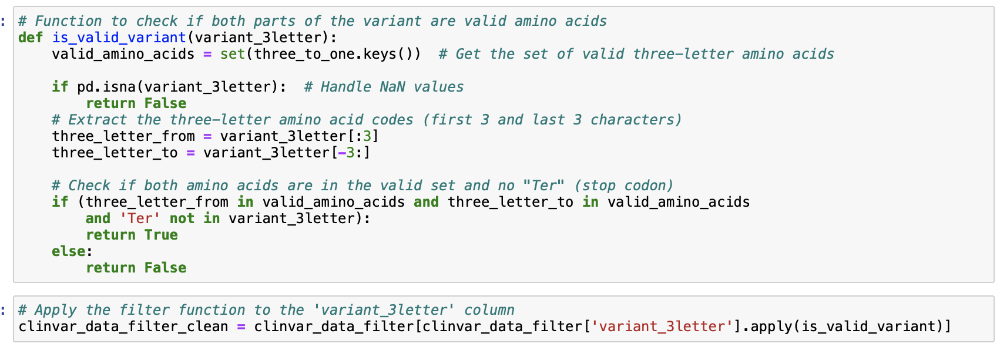 : # Function to check if both parts of the variant are valid amino acids
def is_valid_variant(variant_3letter):
    valid_amino_acids = set(three_to_one.keys())  # Get the set of valid three-letter amino acids

    if pd.isna(variant_3letter):  # Handle NaN values
        return False
    # Extract the three-letter amino acid codes (first 3 and last 3 characters)
    three_letter_from = variant_3letter[:3]
    three_letter_to = variant_3letter[-3:]

    # Check if both amino acids are in the valid set and no "Ter" (stop codon)
    if (three_letter_from in valid_amino_acids and three_letter_to in valid_amino_acids
        and 'Ter' not in variant_3letter):
        return True
    else:
        return False
: # Apply the filter function to the 'variant_3letter' column
clinvar_data_filter_clean = clinvar_data_filter[clinvar_data_filter['variant_3letter'].apply(is_valid_variant)]